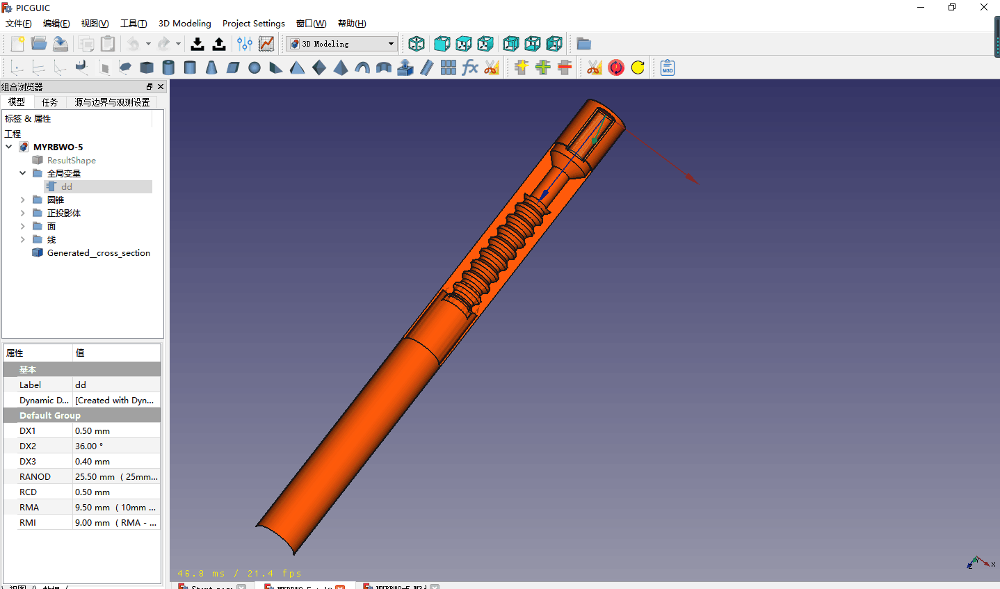 PICGUIC
文件(F) 编辑(E) 视图(V) 工具(T) 3D Modeling Project Settings 窗口(W) 帮助(H)
3D Modeling
M3D
组合浏览器
模型 任务 源与边界与观测设置
标签 & 属性
工程
MYRBWO-5
ResultShape
全局变量
dd
圆锥
正投影体
面
线
Generated__cross_section
属性 值
基本
Label dd
Dynamic D... [Created with Dyn...
Default Group
DX1 0.50 mm
DX2 36.00 °
DX3 0.40 mm
RANOD 25.50 mm ( 25mm...
RCD 0.50 mm
RMA 9.50 mm ( 10mm ...
RMI 9.00 mm ( RMA - ...
46.8 ms / 21.4 fps
X